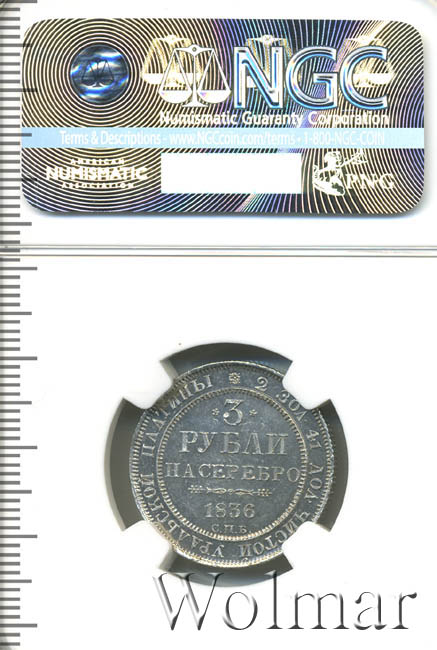 NGC
Numismatic Guaranty Corporation
Terms & Descriptions - www.NGCcoin.com/terms • 1-800-NGC-COIN
AMERICAN
NUMISMATIC
ASSOCIATION
PNG
* 2 ЗОЛ. 41 ДОЛ. ЧИСТОЙ УРАЛЬСКОЙ ПЛАТИНЫ
* 3 *
РУБЛИ
НА СЕРЕБРО
1836
С.П.Б.
Wolmar